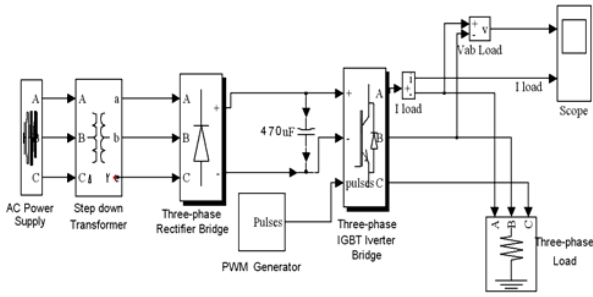 v
Vab Load
Scope
A A a A + + A i I load
B B b B 470uF - B I load
C C C - pulses C
AC Power
Supply
Step down
Transformer
Three-phase
Rectifier Bridge
Pulses
PWM Generator
Three-phase
IGBT Iverter
Bridge
A B C
Three-phase
Load